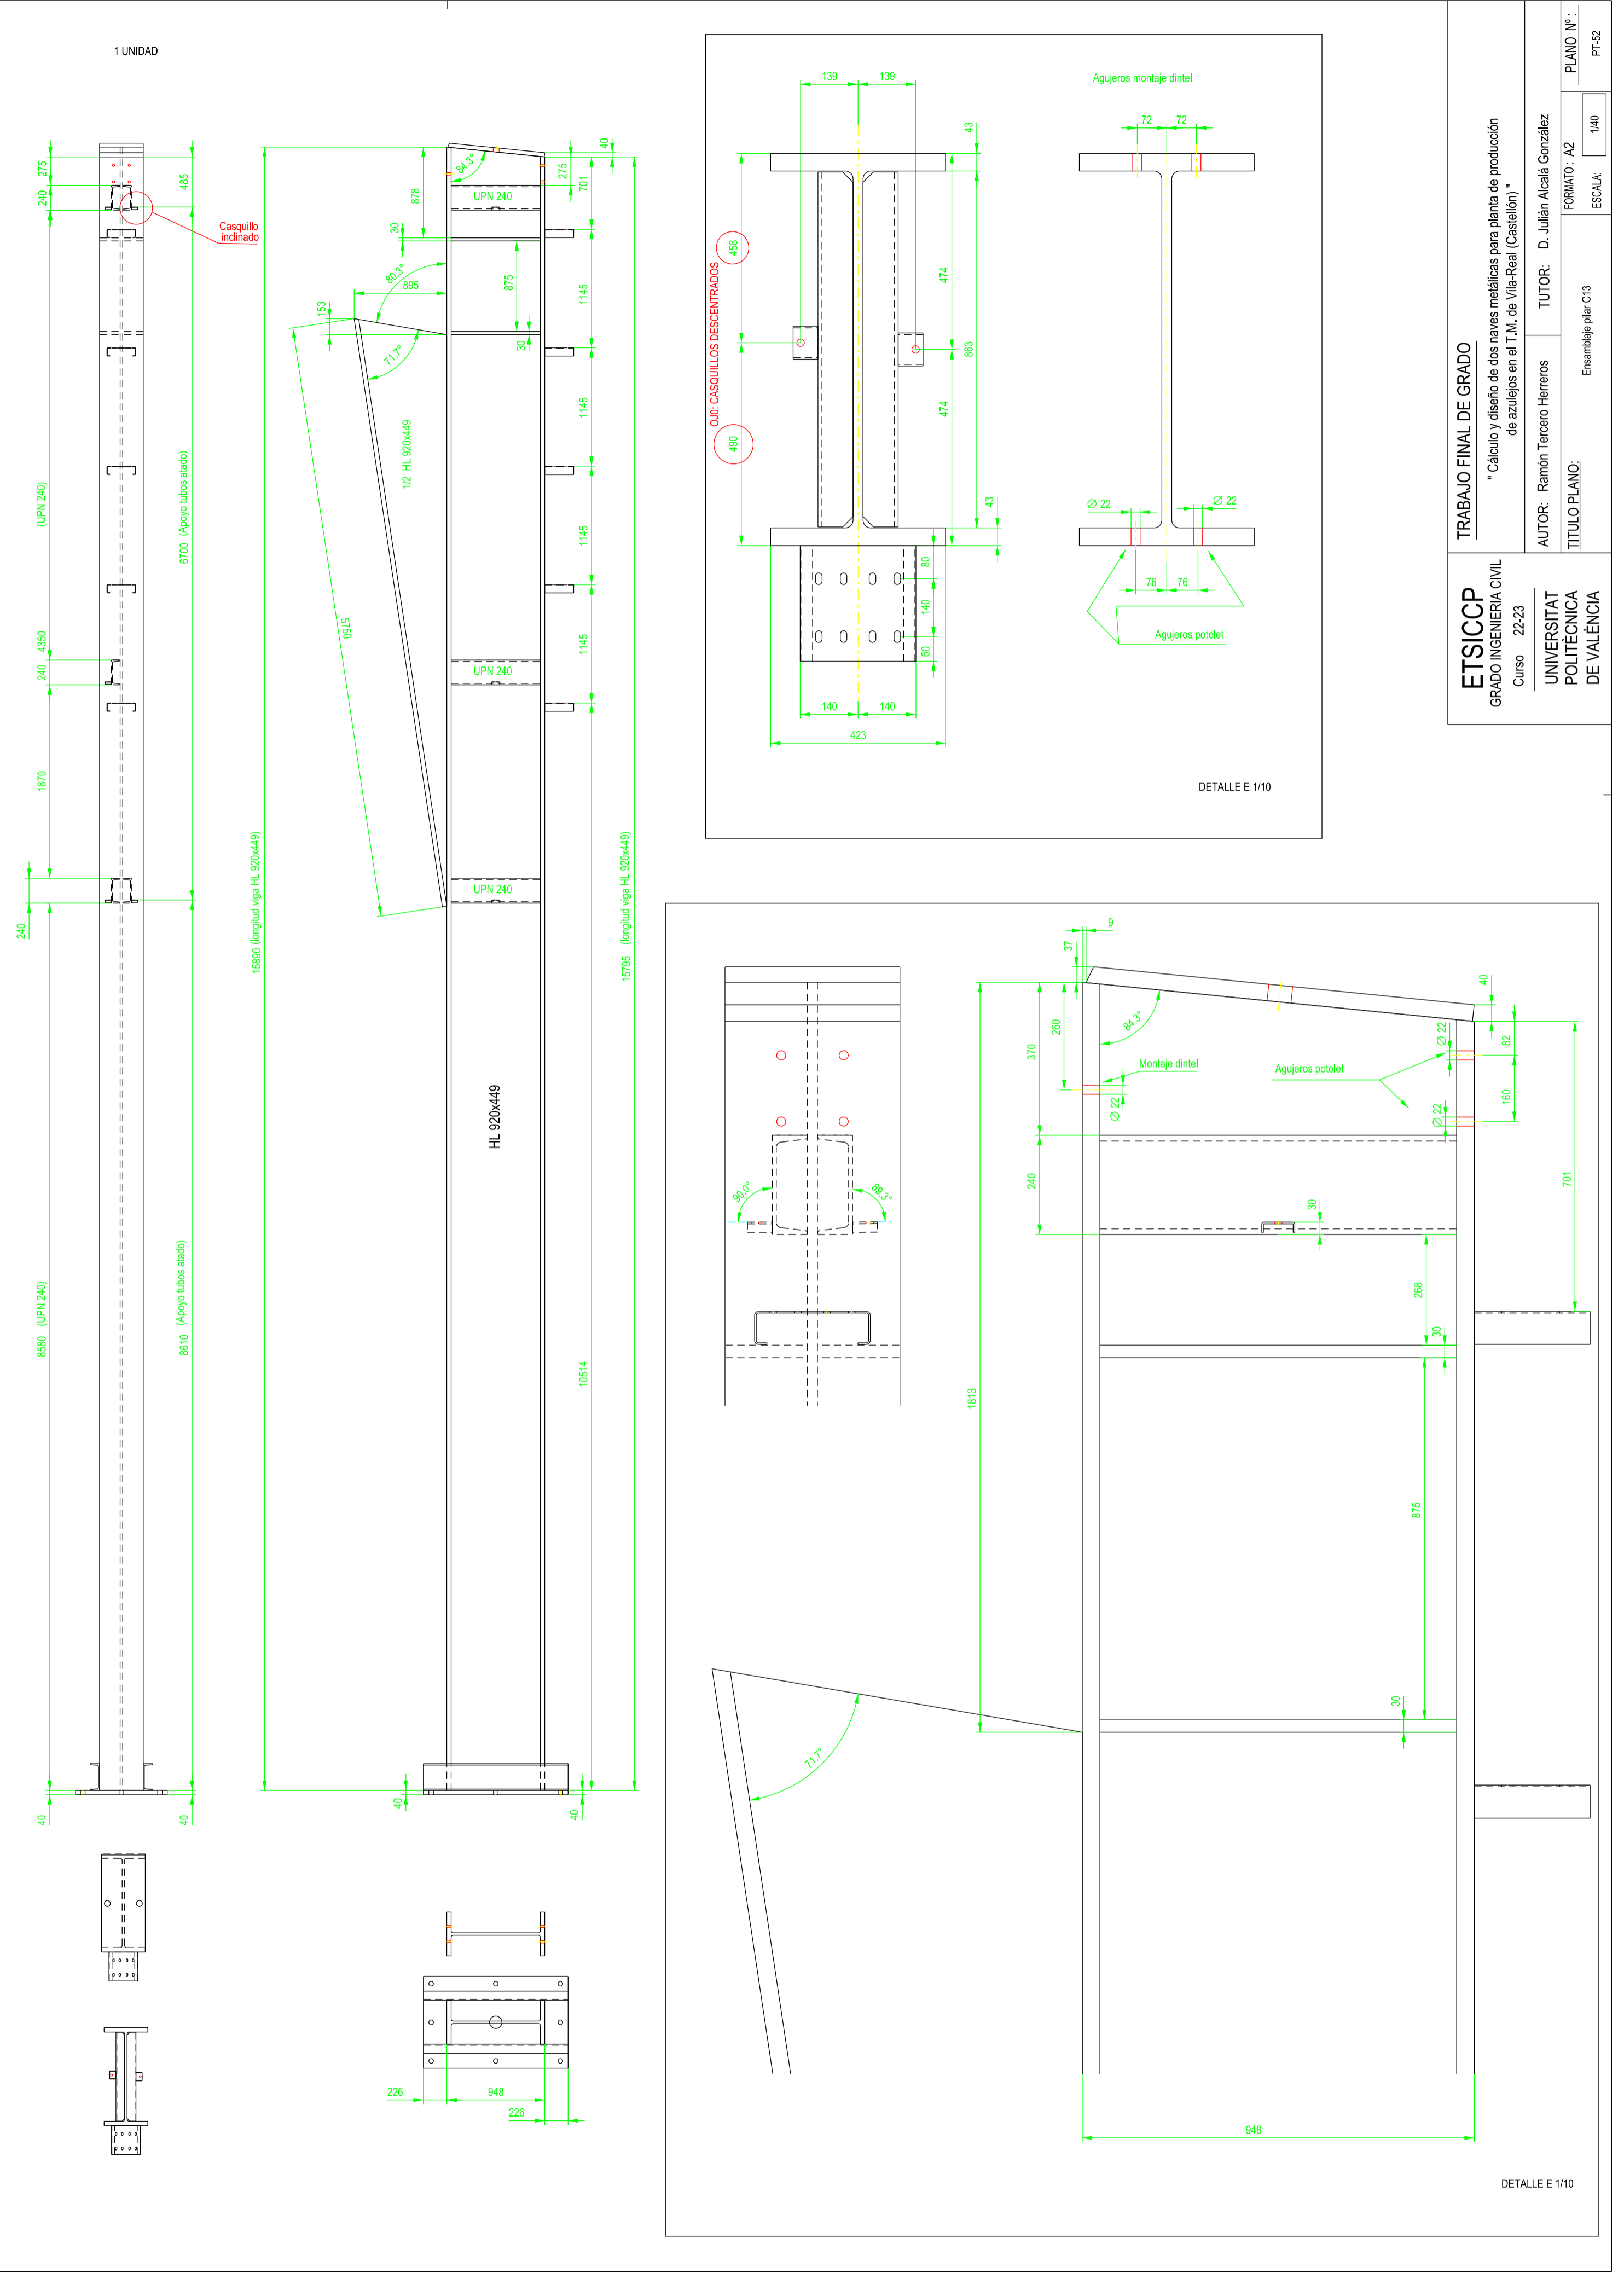 1 UNIDAD
275
240
485
Casquillo
inclinado
(UPN 240)
6700 (Apoyo tubos atado)
4350
240
1870
240
8580 (UPN 240)
8610 (Apoyo tubos atado)
40
40
40
84.3°
275
701
878
UPN 240
30
80.3°
895
875
1145
153
30
71.7°
1145
1/2 HL 920x449
1145
5750
1145
UPN 240
UPN 240
15890 (longitud viga HL 920x449)
15795 (longitud viga HL 920x449)
HL 920x449
10514
40
40
226
948
226
139
139
43
OJ0: CASQUILLOS DESCENTRADOS
458
490
474
863
474
43
80
140
60
140
140
423
Agujeros montaje dintel
72
72
Ø 22
Ø 22
76
76
Agujeros potelet
DETALLE E 1/10
9
37
40
260
84.3°
370
Ø 22
82
Montaje dintel
Agujeros potelet
Ø 22
Ø 22
160
240
701
90.0°
89.3°
30
268
30
1813
875
30
71.7°
948
DETALLE E 1/10
ETSICCP
GRADO INGENIERIA CIVIL
Curso 22-23
UNIVERSITAT
POLITÈCNICA
DE VALÈNCIA
TRABAJO FINAL DE GRADO
" Cálculo y diseño de dos naves metálicas para planta de producción
de azulejos en el T.M. de Vila-Real (Castellón) "
AUTOR: Ramón Tercero Herreros
TUTOR: D. Julián Alcalá González
TITULO PLANO:
Ensamblaje pilar C13
FORMATO: A2
ESCALA: 1/40
PLANO Nº :
PT-52